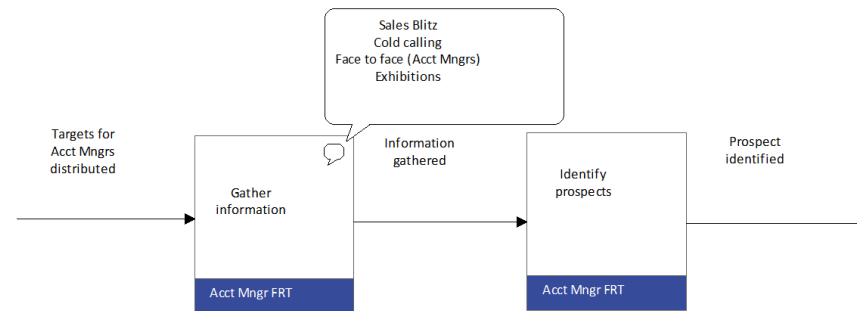 Sales Blitz
Cold calling
Face to face (Acct Mngrs)
Exhibitions
Targets for
Acct Mngrs
distributed
Gather
information
Acct Mngr FRT
Information
gathered
Identify
prospects
Acct Mngr FRT
Prospect
identified